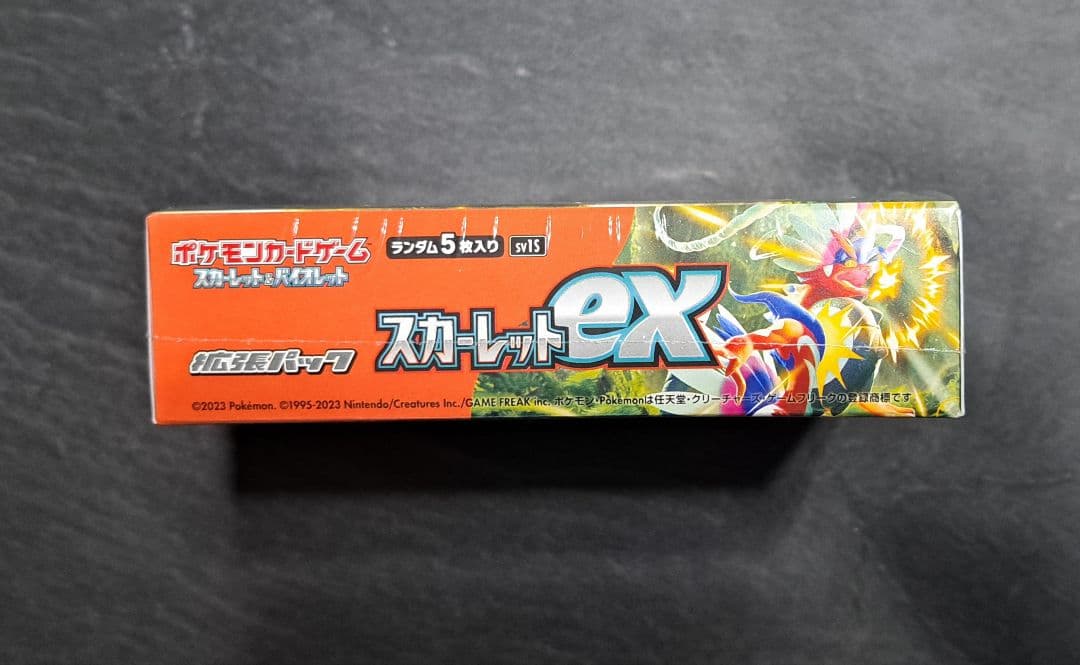 ポケモンカードゲーム
スカーレット&バイオレット
ランダム5枚入り
sv1S
スカーレットex
拡張パック
©2023 Pokémon. ©1995-2023 Nintendo/Creatures Inc./GAME FREAK inc. ポケモン・Pokémonは任天堂・クリーチャーズ・ゲームフリークの登録商標です